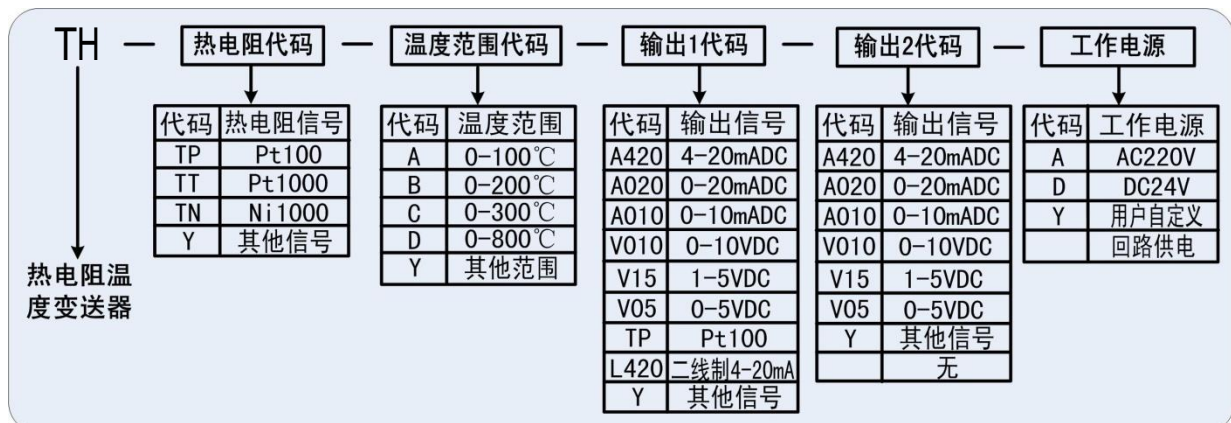 TH — 热电阻代码 — 温度范围代码 — 输出1代码 — 输出2代码 — 工作电源
热电阻温
度变送器
代码 热电阻信号
TP Pt100
TT Pt1000
TN Ni1000
Y 其他信号
代码 温度范围
A 0-100℃
B 0-200℃
C 0-300℃
D 0-800℃
Y 其他范围
代码 输出信号
A420 4-20mADC
A020 0-20mADC
A010 0-10mADC
V010 0-10VDC
V15 1-5VDC
V05 0-5VDC
TP Pt100
L420 二线制4-20mA
Y 其他信号
代码 输出信号
A420 4-20mADC
A020 0-20mADC
A010 0-10mADC
V010 0-10VDC
V15 1-5VDC
V05 0-5VDC
Y 其他信号
无
代码 工作电源
A AC220V
D DC24V
Y 用户自定义
回路供电